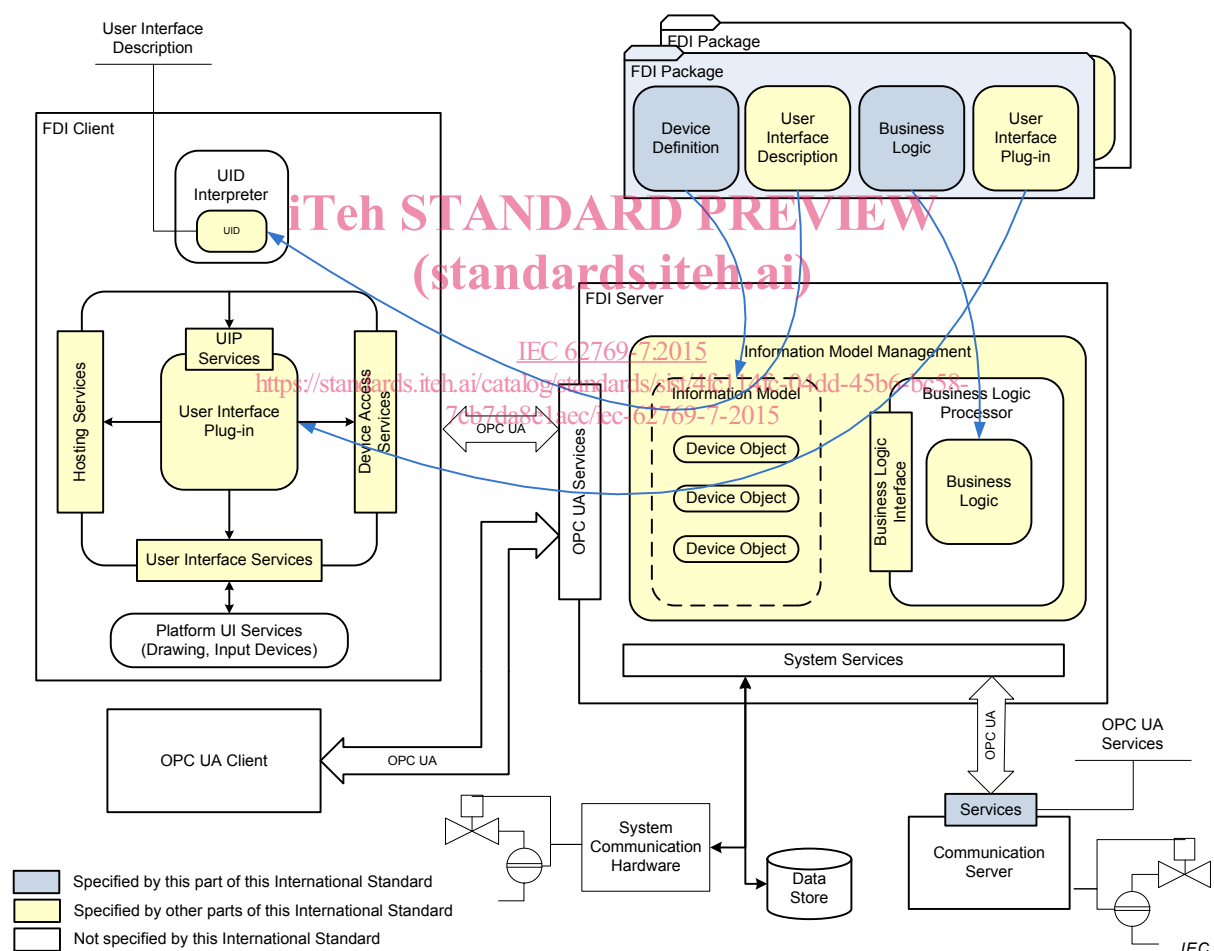 User Interface
Description
FDI Package
FDI Package
Device
Definition
User
Interface
Description
Business
Logic
User
Interface
Plug-in
FDI Client
UID
Interpreter
UID
iTeh STANDARD PREVIEW
(standards.iteh.ai)
FDI Server
UIP
Services
Hosting Services
User Interface
Plug-in
Device Access
Services
User Interface Services
Platform UI Services
(Drawing, Input Devices)
IEC 62769-7:2015
Information Model Management
https://standards.iteh.ai/catalog/standards/sist/4fc114fc-04dd-45b6-bc58-
Information Model
Business Logic
Processor
OPC UA
OPC UA Services
Device Object
Device Object
Device Object
Business Logic
Interface
Business
Logic
System Services
OPC UA Client
OPC UA
OPC UA
OPC UA
Services
Services
System
Communication
Hardware
Data
Store
Communication
Server
Specified by this part of this International Standard
Specified by other parts of this International Standard
Not specified by this International Standard
IEC